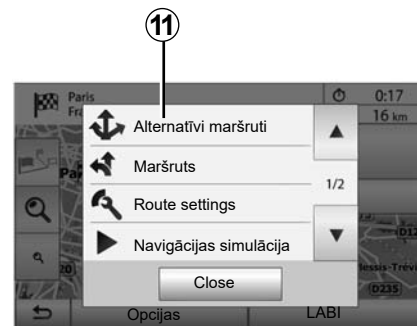 11
Paris
0:17
Fra
16 km
Alternatīvi maršruti
Maršruts
1/2
Route settings
Navigācijas simulācija
Close
Opcijas
LABI
D235